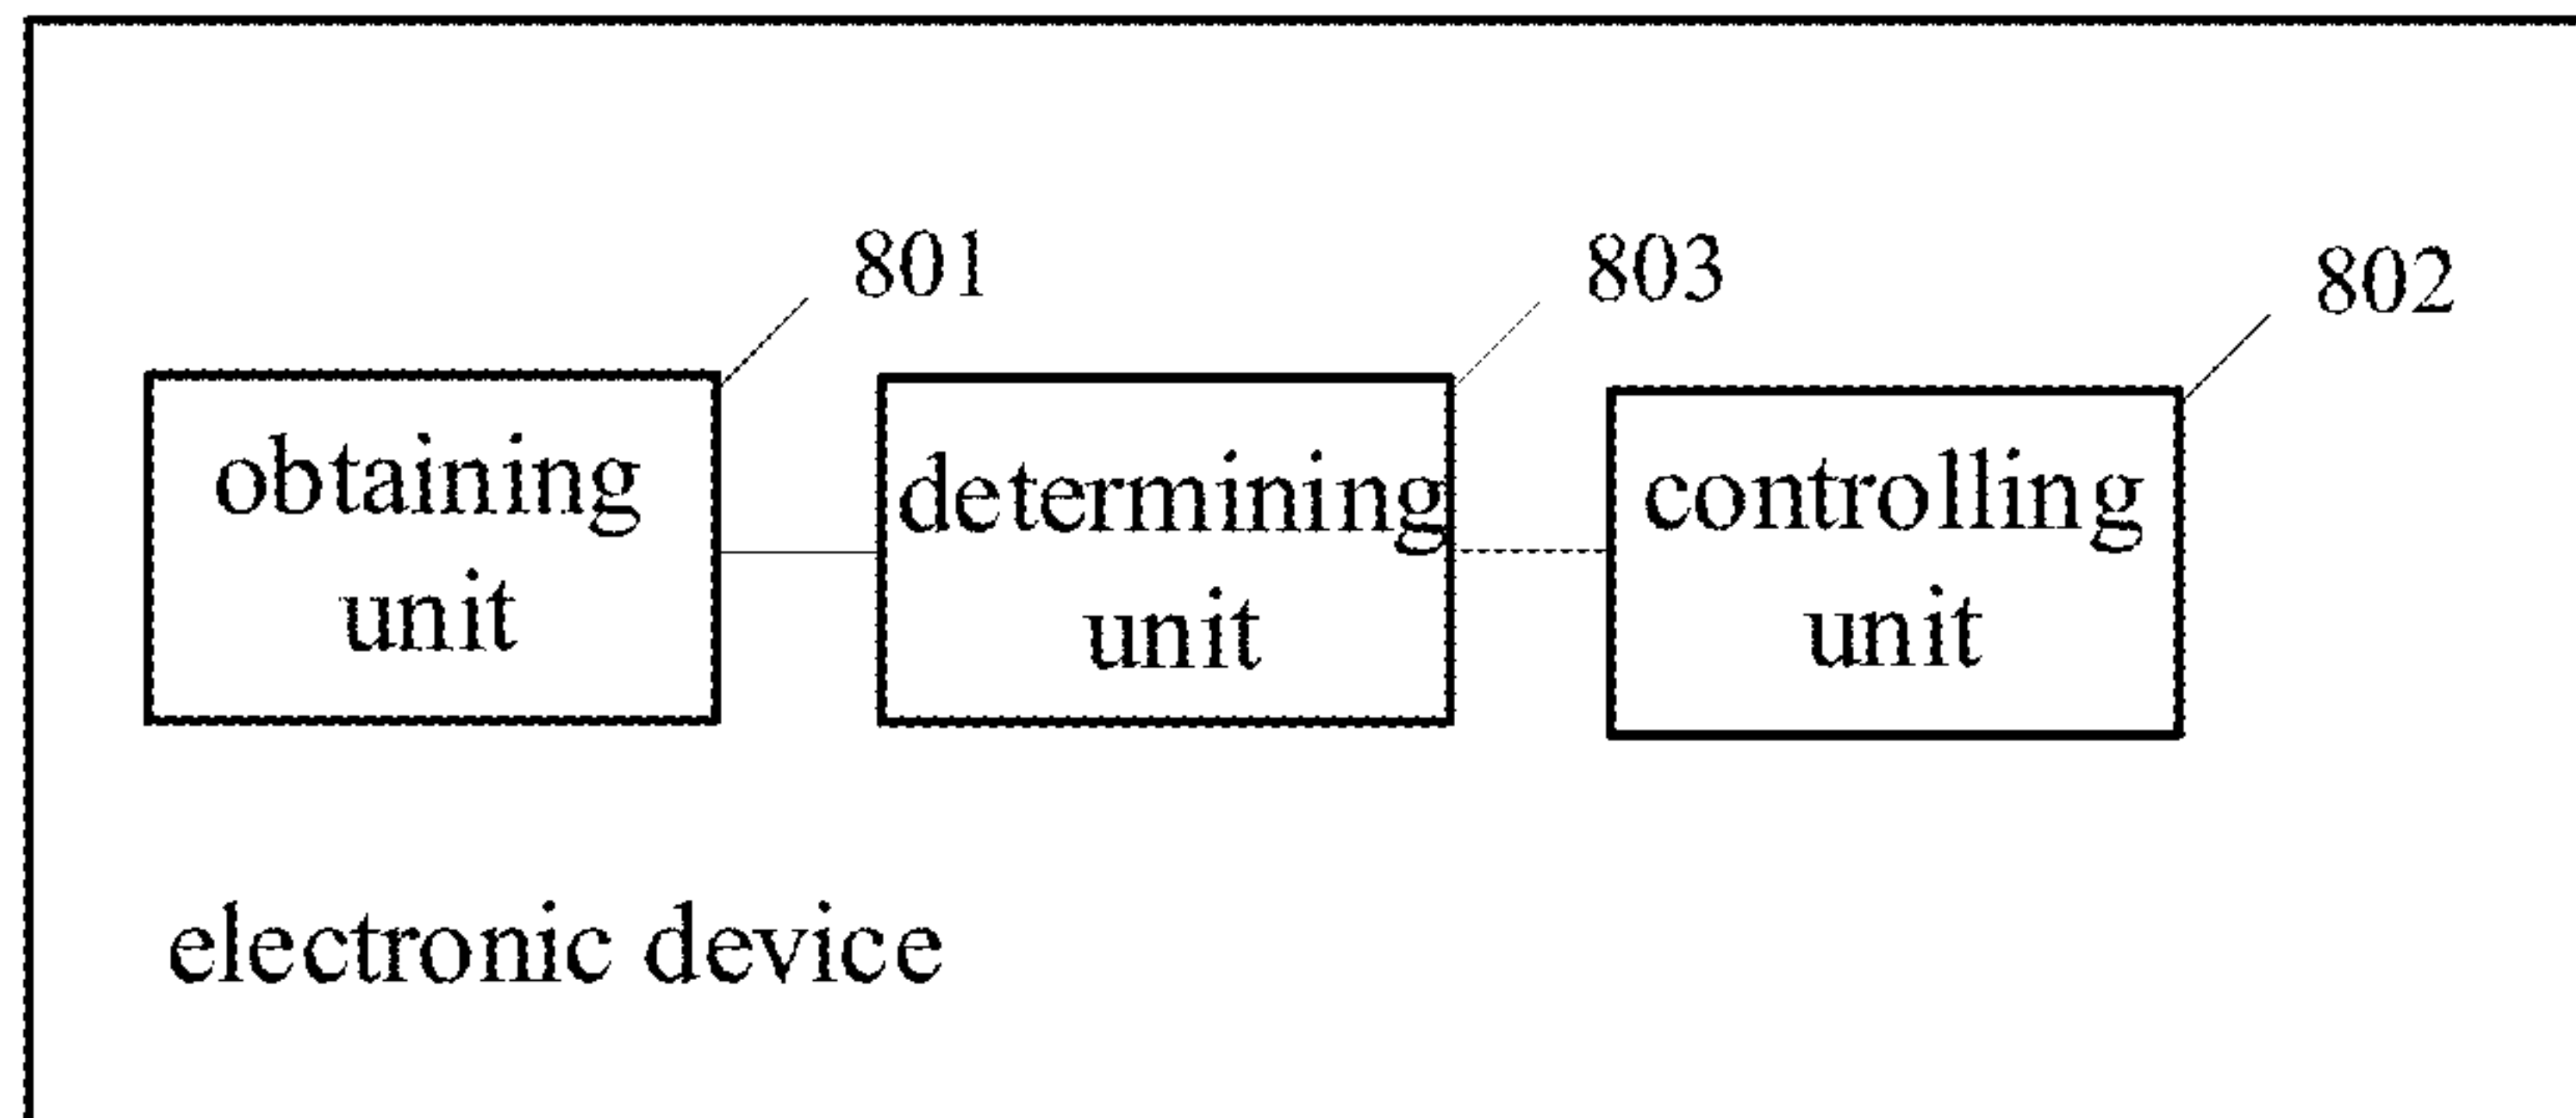 801
803
802
obtaining
unit
determining
unit
controlling
unit
electronic device